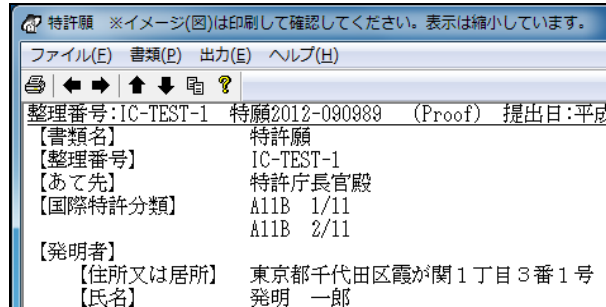 特許願 ※イメージ(図)は印刷して確認してください。表示は縮小しています。
ファイル(F) 書類(P) 出力(E) ヘルプ(H)
整理番号:IC-TEST-1 特願2012-090989 (Proof) 提出日:平成
【書類名】 特許願
【整理番号】 IC-TEST-1
【あて先】 特許庁長官殿
【国際特許分類】 A11B 1/11
A11B 2/11
【発明者】
【住所又は居所】 東京都千代田区霞が関1丁目3番1号
【氏名】 発明 一郎